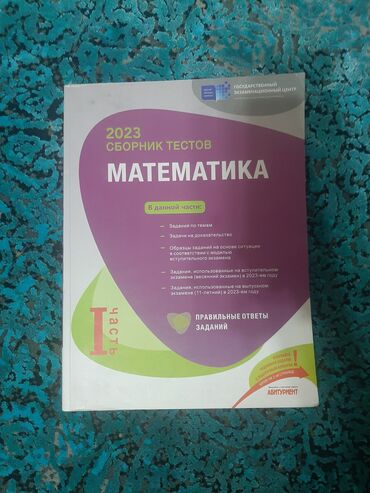 ГОСУДАРСТВЕННЫЙ
ЭКЗАМЕНАЦИОННЫЙ ЦЕНТР
2023
СБОРНИК ТЕСТОВ
МАТЕМАТИКА
В данной части:
Задания по темам
Задачи на доказательство
Образцы заданий на основе ситуации
в соответствии с моделью
вступительного экзамена
Задания, использованные на вступительном
экзамене (весенний экзамен) в 2023-ем году
Задания, использованные на выпускном
экзамене (11-летний) в 2023-ем году
I
часть
ПРАВИЛЬНЫЕ ОТВЕТЫ
ЗАДАНИЙ
АБИТУРИЕНТ